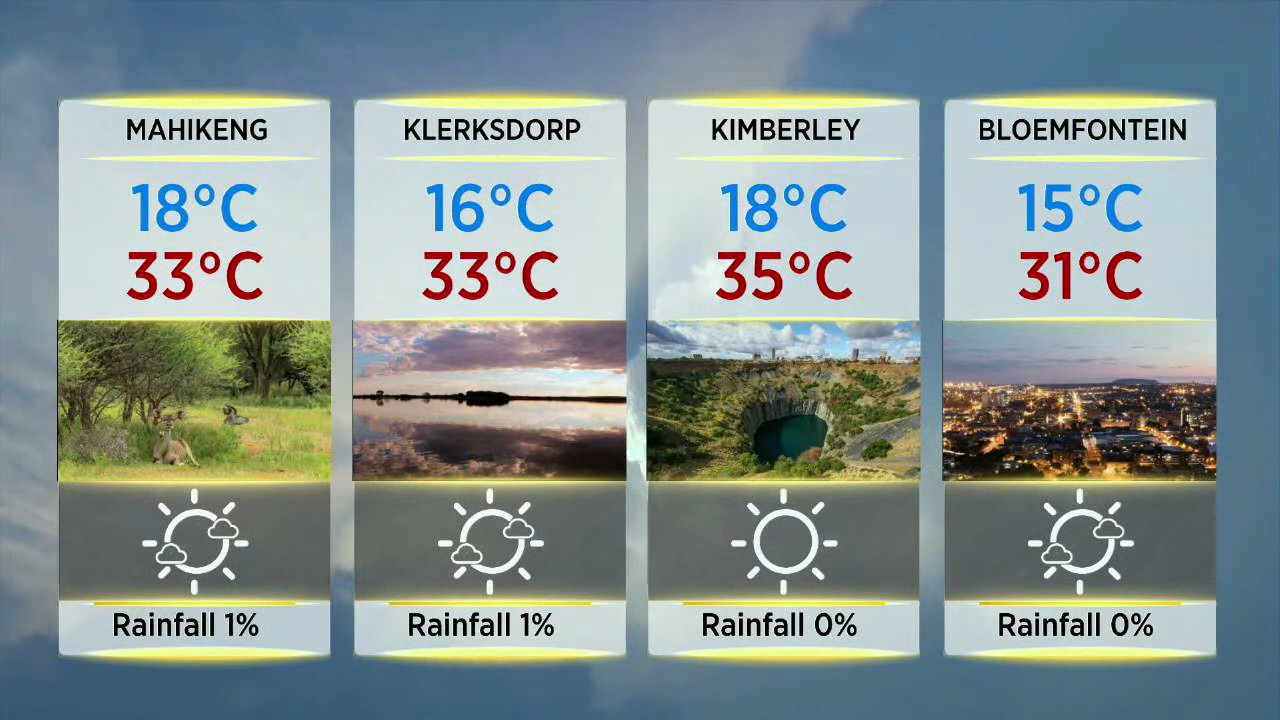 MAHIKENG
18°C
33°C
Rainfall 1%
KLERKSDORP
16°C
33°C
Rainfall 1%
KIMBERLEY
18°C
35°C
Rainfall 0%
BLOEMFONTEIN
15°C
31°C
Rainfall 0%